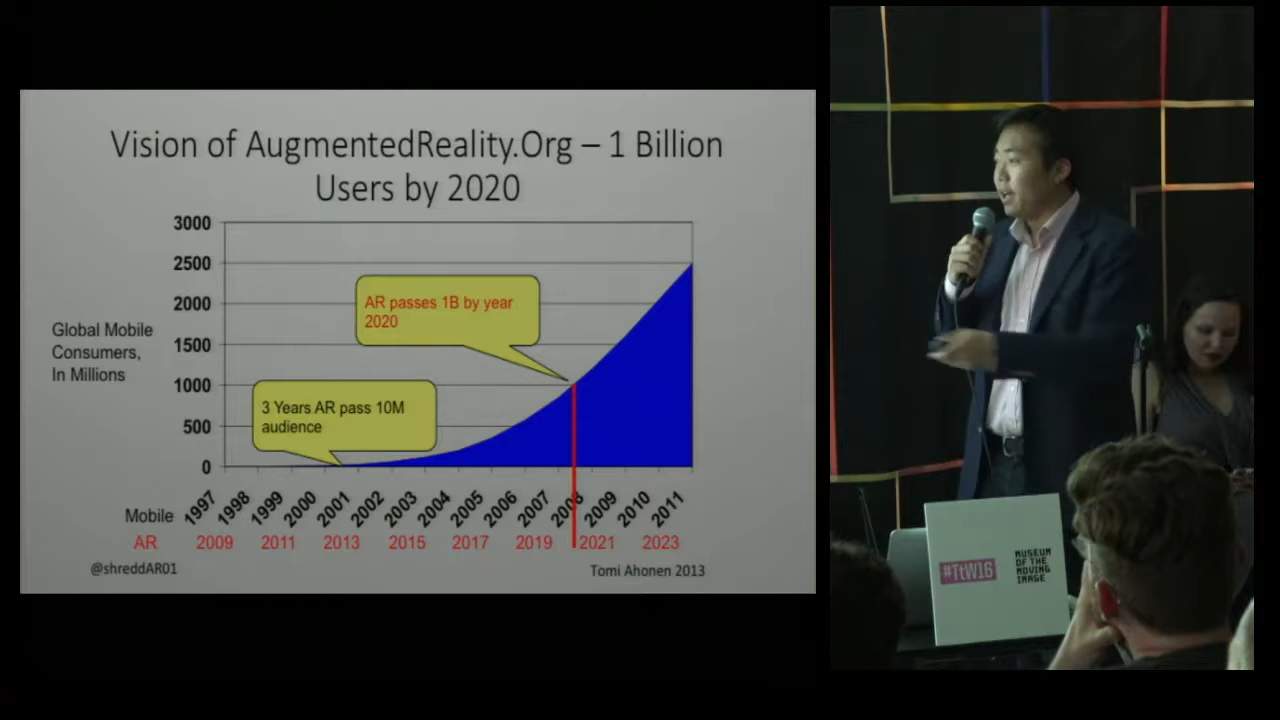 Vision of AugmentedReality.Org – 1 Billion
Users by 2020
3000
2500
2000
1500
1000
500
0
Global Mobile
Consumers,
In Millions
AR passes 1B by year
2020
3 Years AR pass 10M
audience
Mobile 1997 1998 1999 2000 2001 2002 2003 2004 2005 2006 2007 2008 2009 2010 2011
AR 2009 2011 2013 2015 2017 2019 2021 2023
@shreddAR01
Tomi Ahonen 2013
#TtW16
MUSEUM
OF THE
MOVING
IMAGE